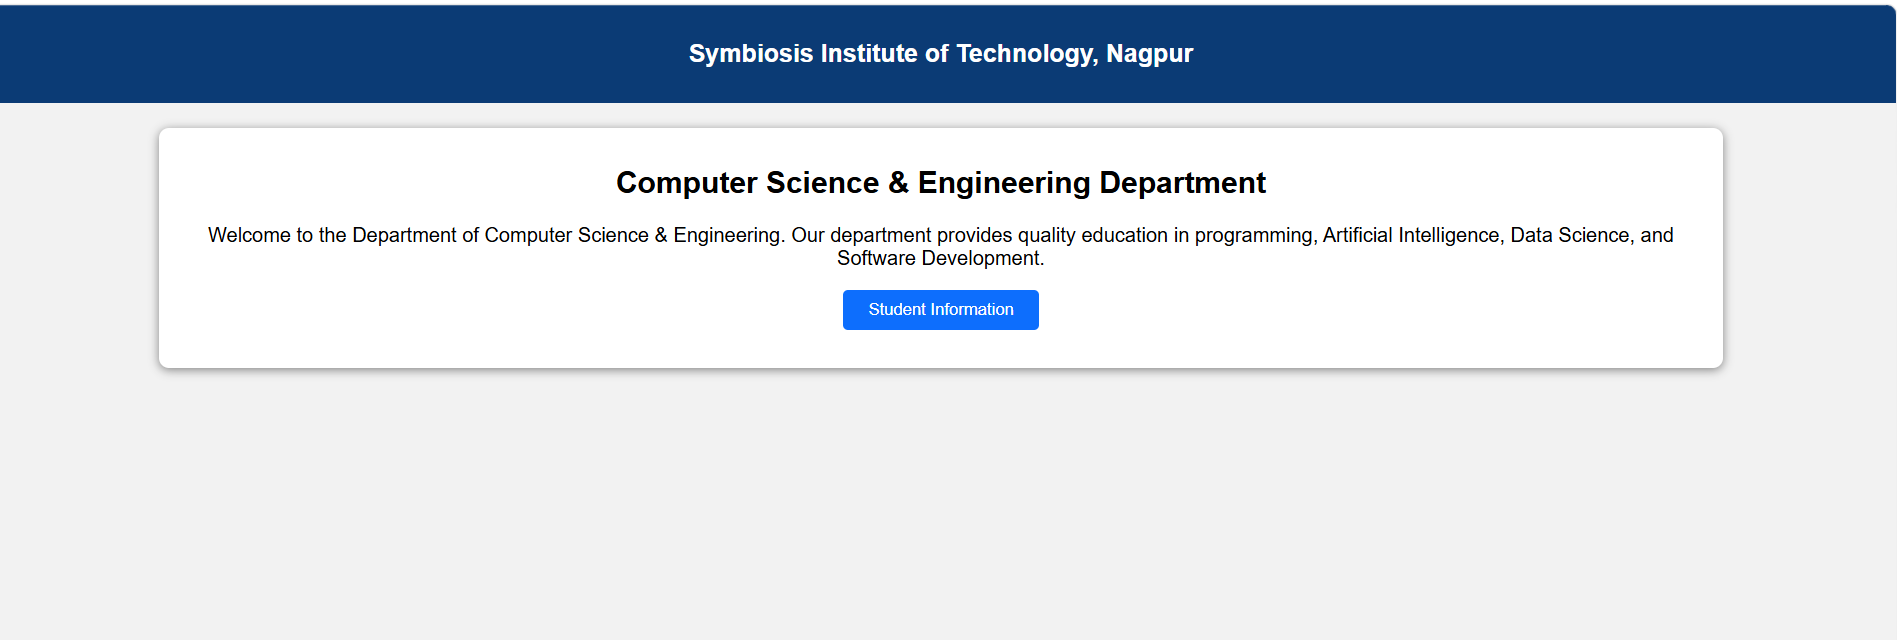 Symbiosis Institute of Technology, Nagpur
Computer Science & Engineering Department
Welcome to the Department of Computer Science & Engineering. Our department provides quality education in programming, Artificial Intelligence, Data Science, and
Software Development.
Student Information